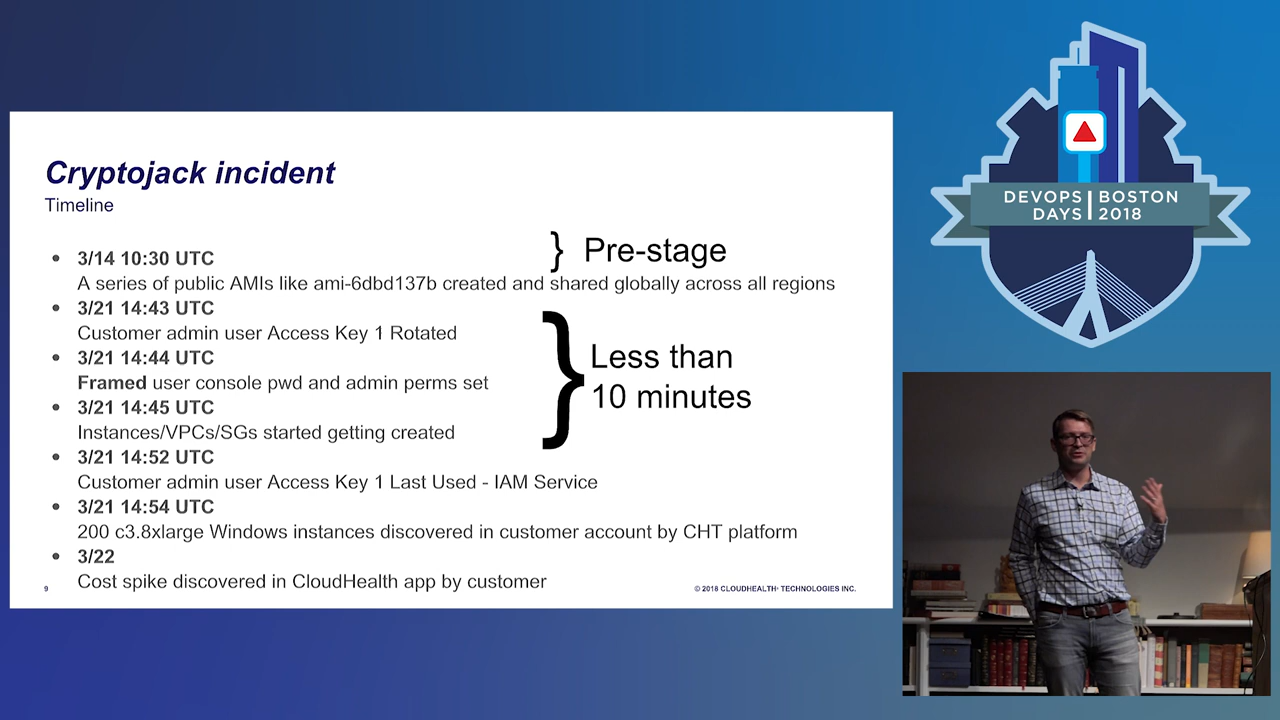 Cryptojack incident
Timeline
• 3/14 10:30 UTC
A series of public AMIs like ami-6dbd137b created and shared globally across all regions
• 3/21 14:43 UTC
Customer admin user Access Key 1 Rotated
• 3/21 14:44 UTC
Framed user console pwd and admin perms set
• 3/21 14:45 UTC
Instances/VPCs/SGs started getting created
• 3/21 14:52 UTC
Customer admin user Access Key 1 Last Used - IAM Service
• 3/21 14:54 UTC
200 c3.8xlarge Windows instances discovered in customer account by CHT platform
• 3/22
Cost spike discovered in CloudHealth app by customer
} Pre-stage
} Less than
10 minutes
9
© 2018 CLOUDHEALTH® TECHNOLOGIES INC.
DEVOPS | BOSTON
DAYS | 2018